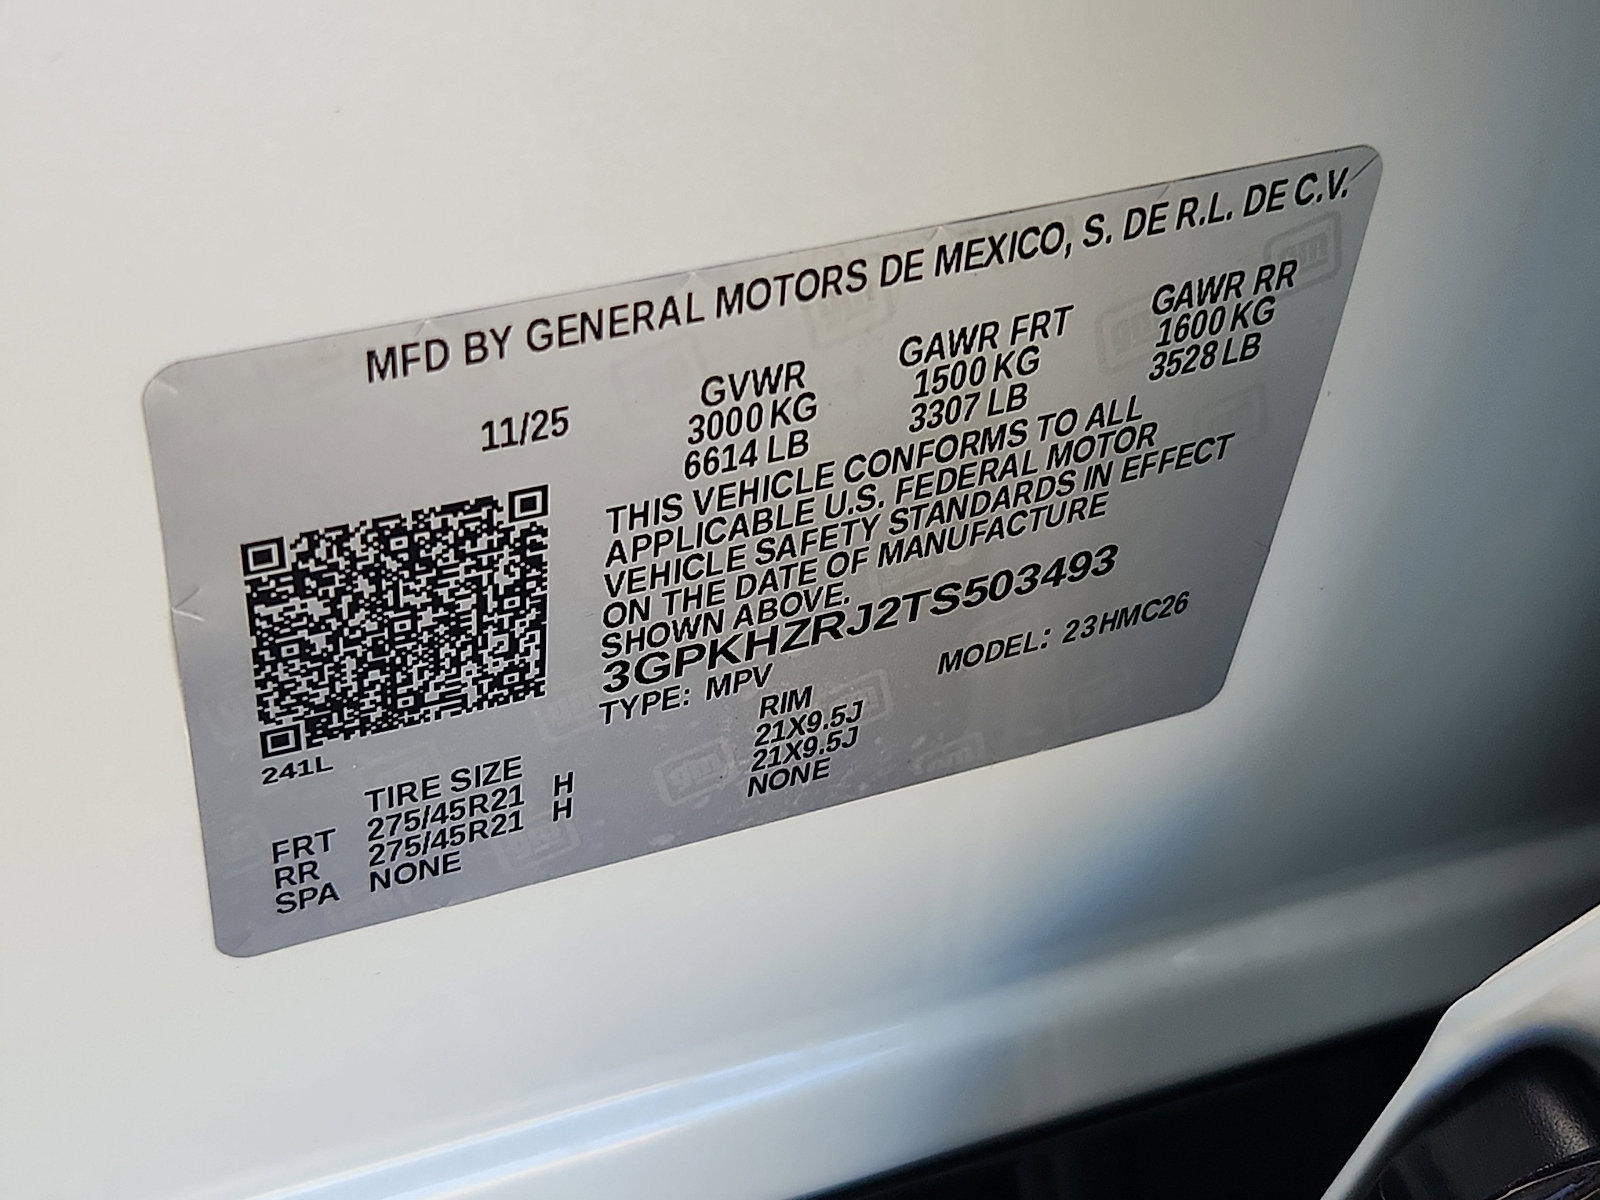 MFD BY GENERAL MOTORS DE MEXICO, S. DE R.L. DE C.V.
11/25 GVWR GAWR FRT GAWR RR
3000 KG 1500 KG 1600 KG
6614 LB 3307 LB 3528 LB
THIS VEHICLE CONFORMS TO ALL
APPLICABLE U.S. FEDERAL MOTOR
VEHICLE SAFETY STANDARDS IN EFFECT
ON THE DATE OF MANUFACTURE
SHOWN ABOVE.
3GPKHZRJ2TS503493
TYPE: MPV MODEL: 23HMC26
241L
TIRE SIZE RIM
FRT 275/45R21 H 21X9.5J
RR 275/45R21 H 21X9.5J
SPA NONE NONE
gm